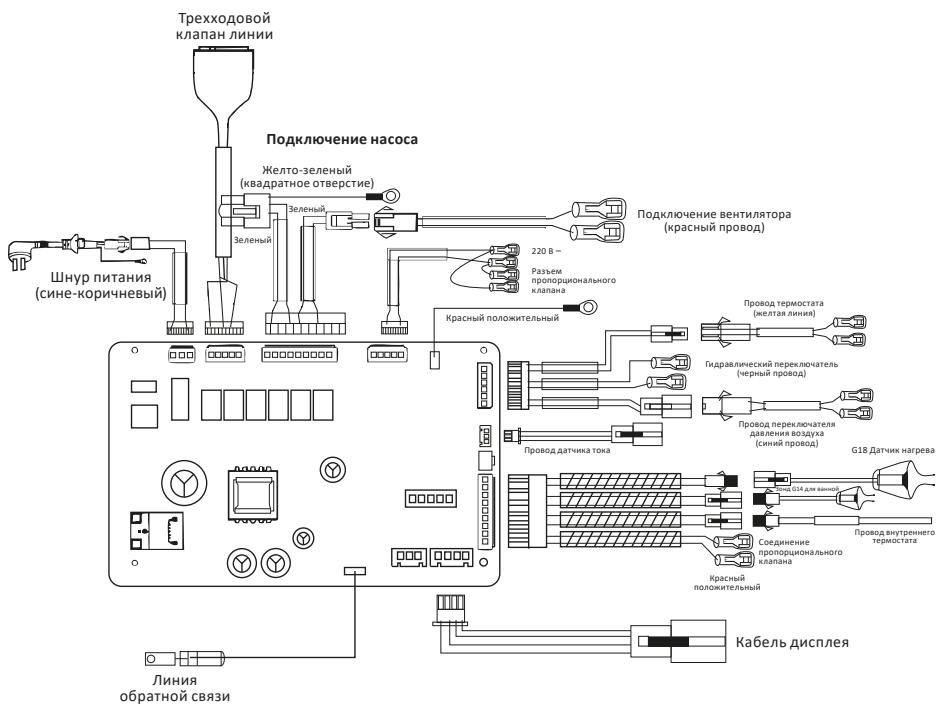 Трехходовой
клапан линии
Подключение насоса
Желто-зеленый
(квадратное отверстие)
Зеленый
Зеленый
Подключение вентилятора
(красный провод)
220 В ~
Разъем
пропорционального
клапана
Шнур питания
(сине-коричневый)
Красный положительный
Провод термостата
(желтая линия)
Гидравлический переключатель
(черный провод)
Провод переключателя
давления воздуха
(синий провод)
Провод датчика тока
G18 Датчик нагрева
Зонд G14 для ванной
Провод внутреннего
термостата
Соединение
пропорционального
клапана
Красный
положительный
Кабель дисплея
Линия
обратной связи